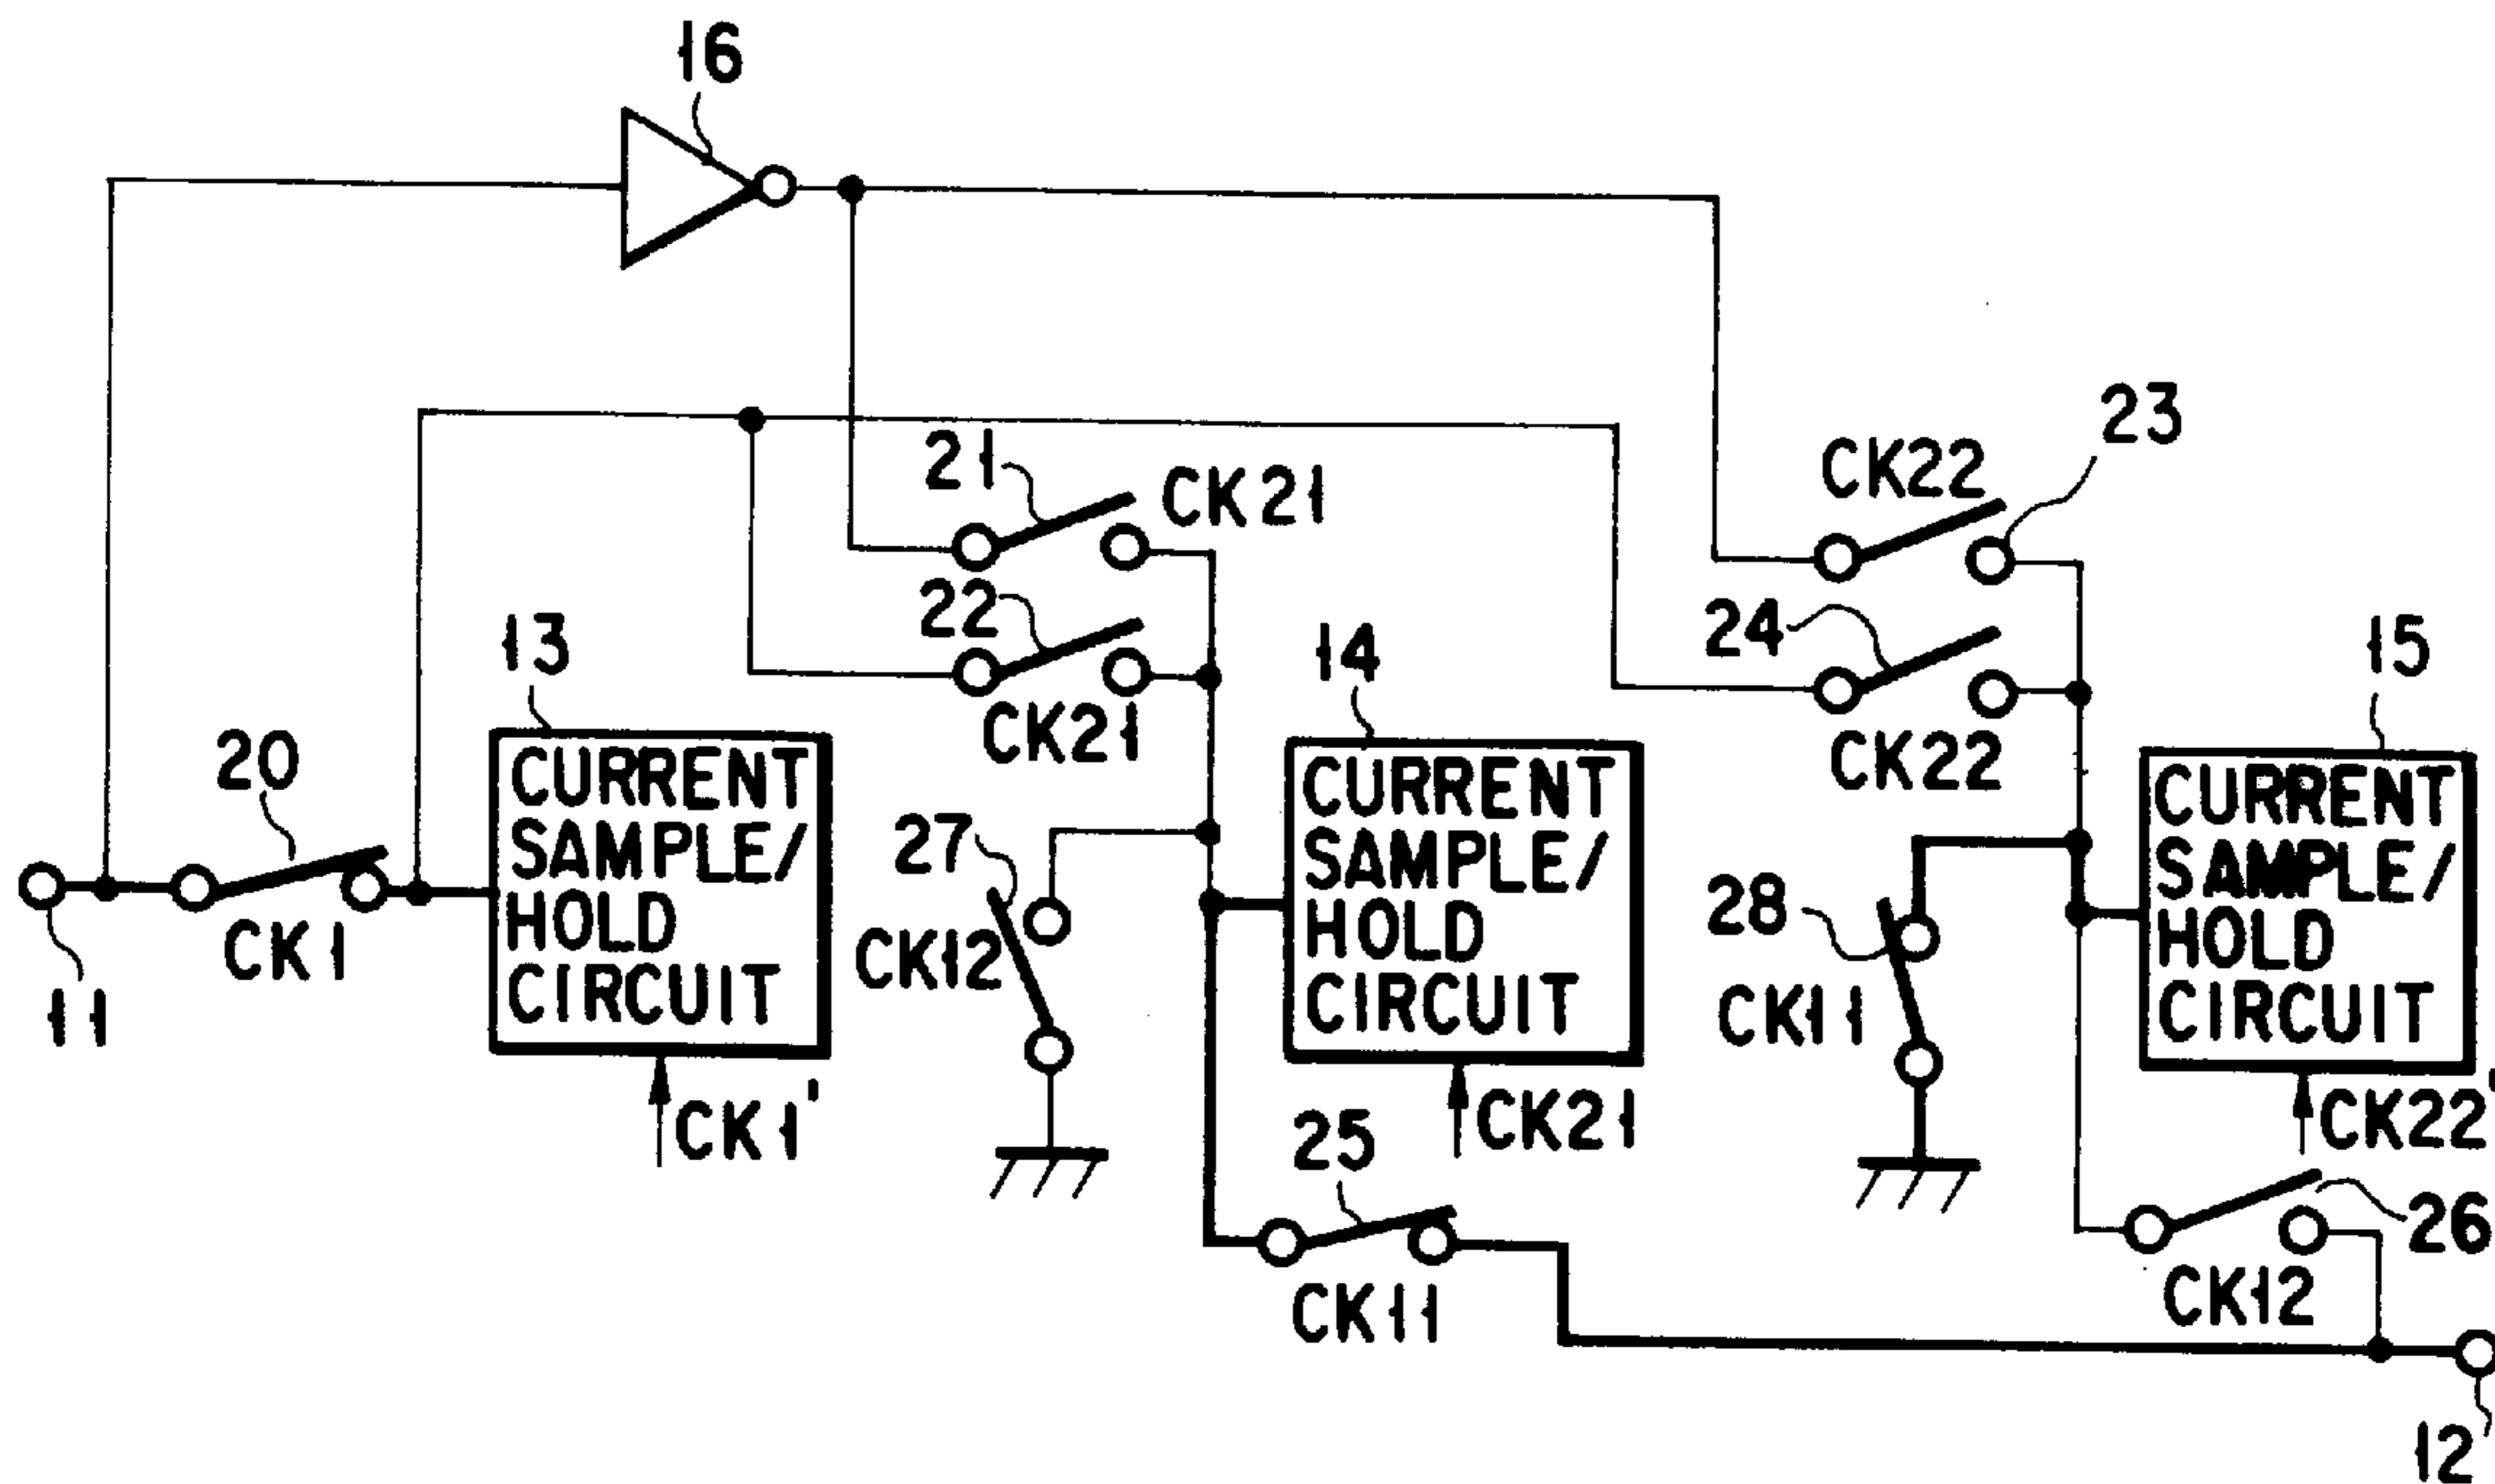 16
21
CK21
CK22
23
22
CK21
24
CK22
13
14
15
20
CURRENT
SAMPLE/
HOLD
CIRCUIT
CURRENT
SAMPLE/
HOLD
CIRCUIT
CURRENT
SAMPLE/
HOLD
CIRCUIT
27
CK12
28
CK11
11
CK1
CK1'
CK21
CK22'
25
CK11
26
CK12
12